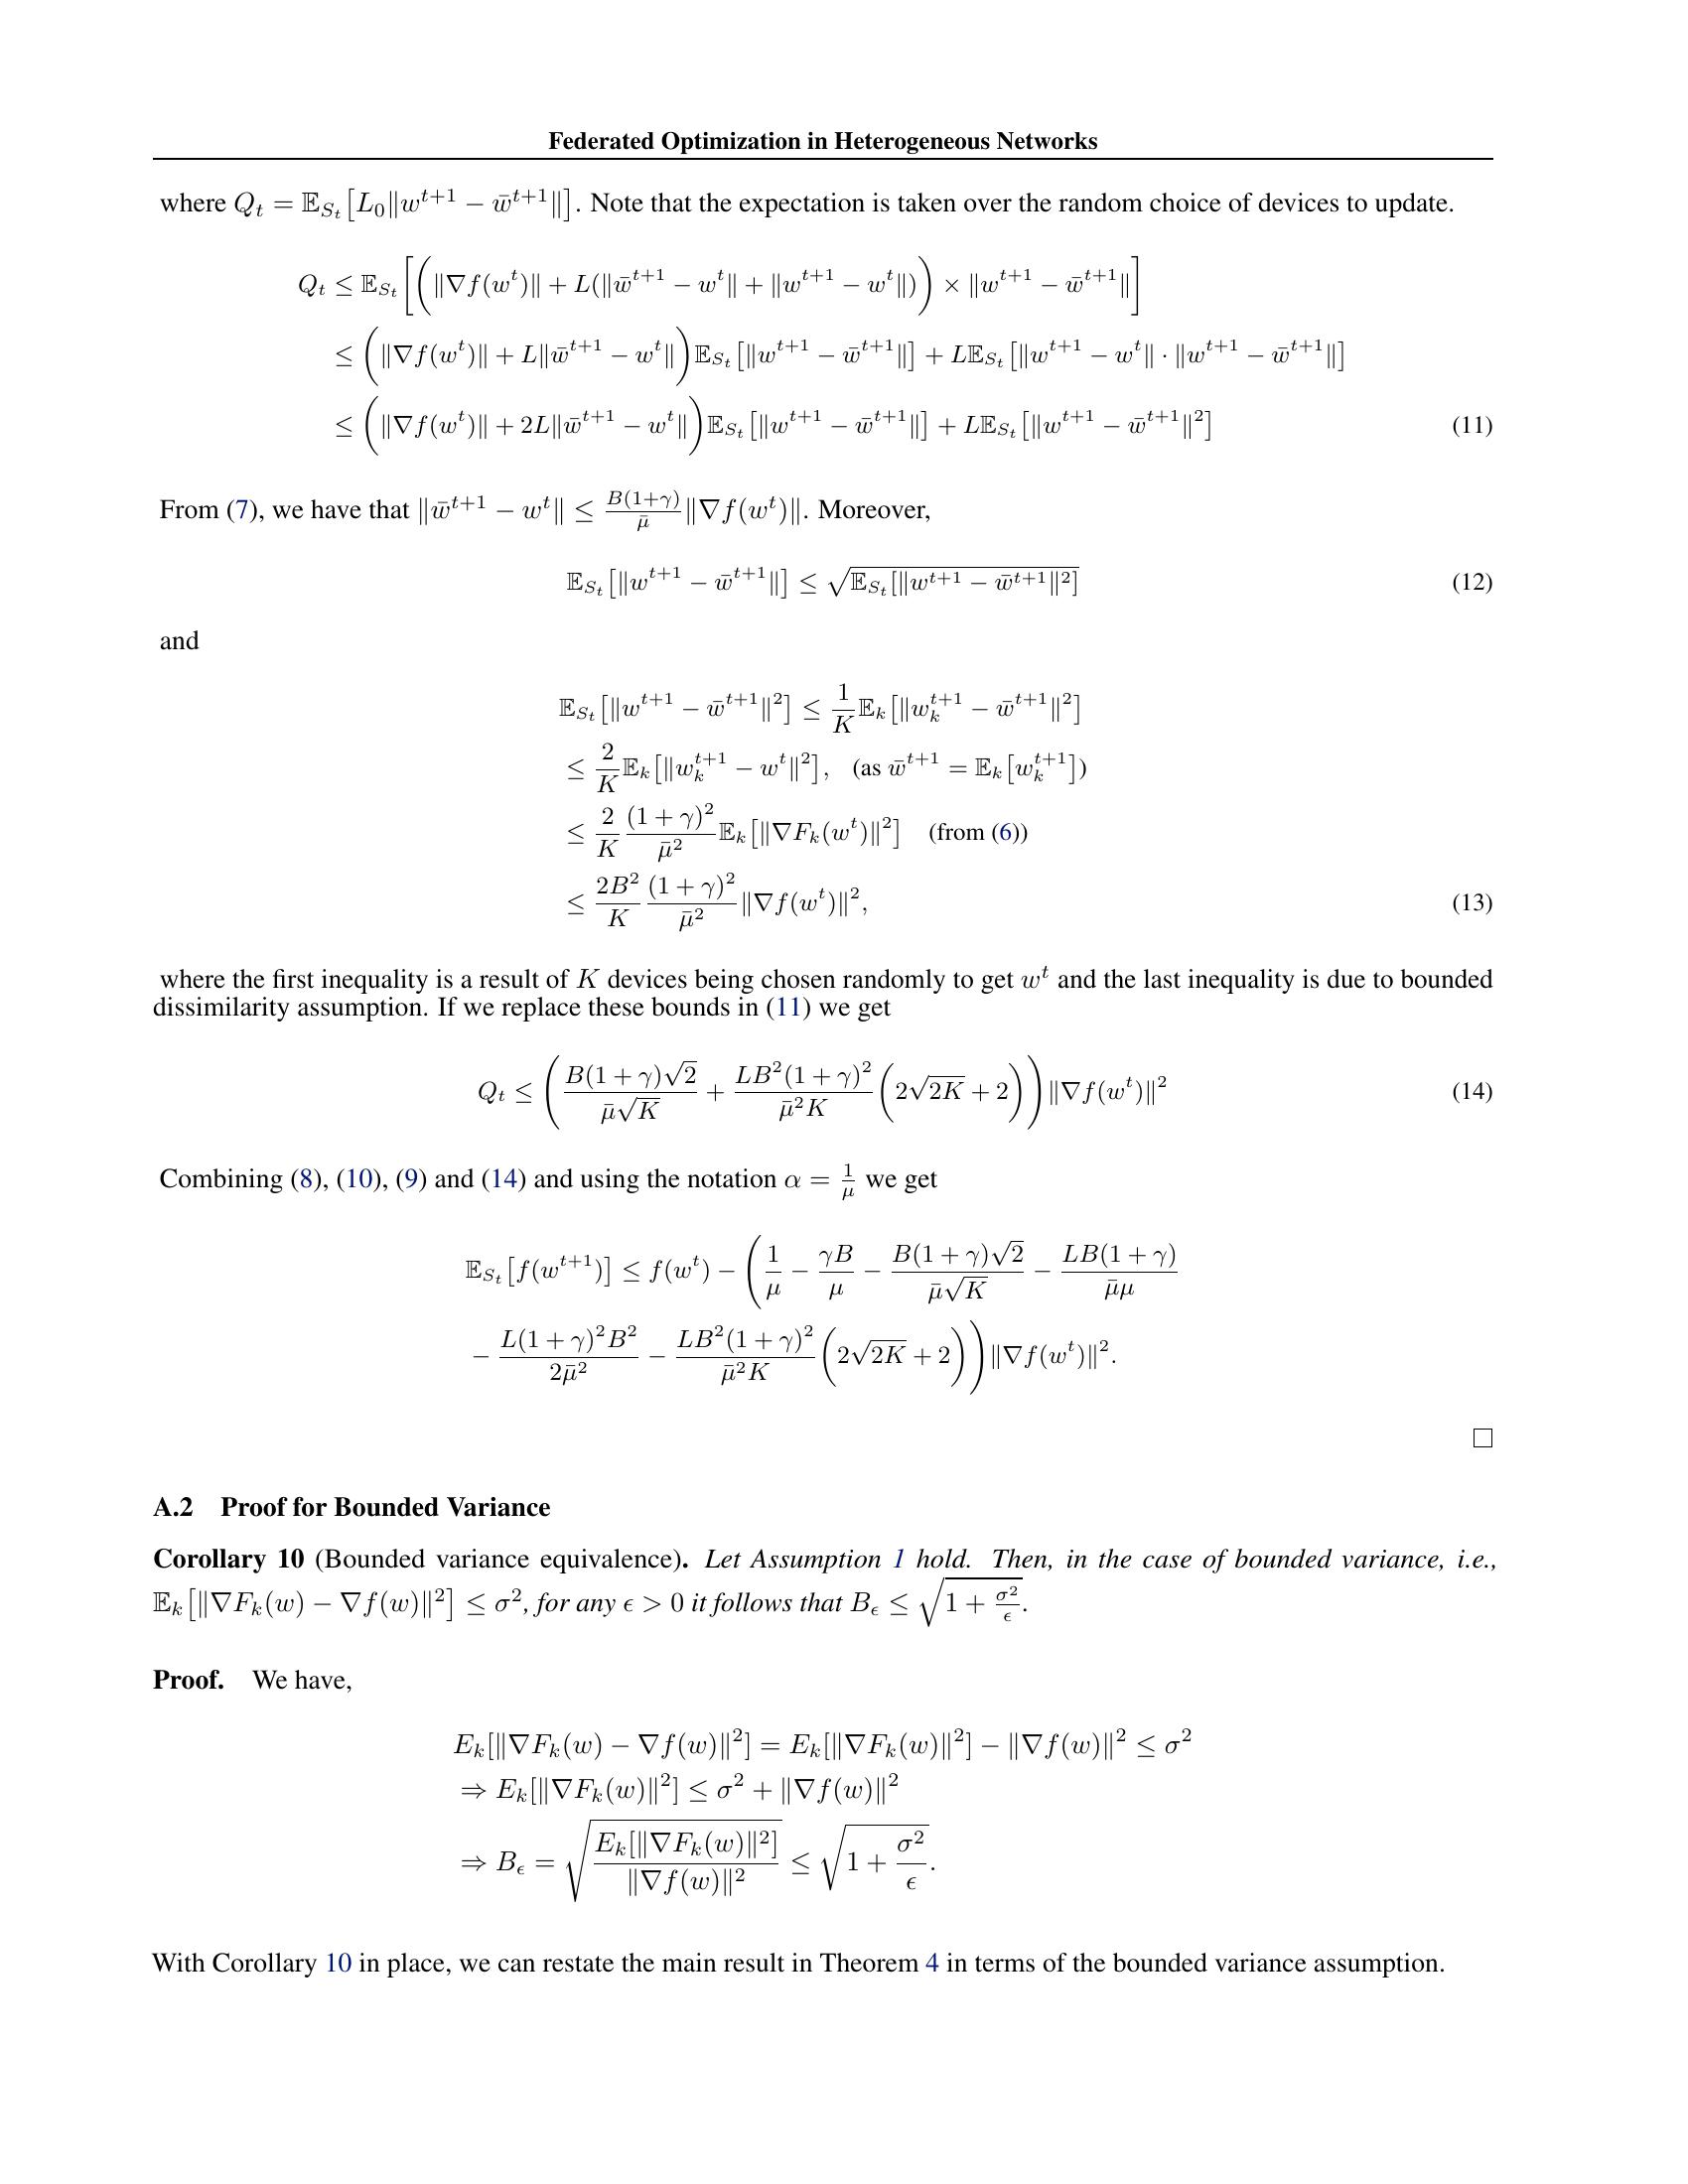 Federated Optimization in Heterogeneous Networks
where $Q_t = \mathbb{E}_{S_t}\left[L_0\|w^{t+1} - \bar{w}^{t+1}\|\right]$. Note that the expectation is taken over the random choice of devices to update.
$Q_t \leq \mathbb{E}_{S_t}\left[\left(\|\nabla f(w^t)\| + L(\|\bar{w}^{t+1} - w^t\| + \|w^{t+1} - w^t\|)\right) \times \|w^{t+1} - \bar{w}^{t+1}\|\right]$
$\leq \left(\|\nabla f(w^t)\| + L\|\bar{w}^{t+1} - w^t\|\right)\mathbb{E}_{S_t}\left[\|w^{t+1} - \bar{w}^{t+1}\|\right] + L\mathbb{E}_{S_t}\left[\|w^{t+1} - w^t\| \cdot \|w^{t+1} - \bar{w}^{t+1}\|\right]$
$\leq \left(\|\nabla f(w^t)\| + 2L\|\bar{w}^{t+1} - w^t\|\right)\mathbb{E}_{S_t}\left[\|w^{t+1} - \bar{w}^{t+1}\|\right] + L\mathbb{E}_{S_t}\left[\|w^{t+1} - \bar{w}^{t+1}\|^2\right]$ (11)
From (7), we have that $\|\bar{w}^{t+1} - w^t\| \leq \frac{B(1+\gamma)}{\bar{\mu}}\|\nabla f(w^t)\|$. Moreover,
$\mathbb{E}_{S_t}\left[\|w^{t+1} - \bar{w}^{t+1}\|\right] \leq \sqrt{\mathbb{E}_{S_t}[\|w^{t+1} - \bar{w}^{t+1}\|^2]}$ (12)
and
$\mathbb{E}_{S_t}\left[\|w^{t+1} - \bar{w}^{t+1}\|^2\right] \leq \frac{1}{K}\mathbb{E}_k\left[\|w_k^{t+1} - \bar{w}^{t+1}\|^2\right]$
$\leq \frac{2}{K}\mathbb{E}_k\left[\|w_k^{t+1} - w^t\|^2\right]$, (as $\bar{w}^{t+1} = \mathbb{E}_k\left[w_k^{t+1}\right]$)
$\leq \frac{2}{K}\frac{(1+\gamma)^2}{\bar{\mu}^2}\mathbb{E}_k\left[\|\nabla F_k(w^t)\|^2\right]$ (from (6))
$\leq \frac{2B^2}{K}\frac{(1+\gamma)^2}{\bar{\mu}^2}\|\nabla f(w^t)\|^2,$ (13)
where the first inequality is a result of $K$ devices being chosen randomly to get $w^t$ and the last inequality is due to bounded
dissimilarity assumption. If we replace these bounds in (11) we get
$Q_t \leq \left(\frac{B(1+\gamma)\sqrt{2}}{\bar{\mu}\sqrt{K}} + \frac{LB^2(1+\gamma)^2}{\bar{\mu}^2K}\left(2\sqrt{2K} + 2\right)\right)\|\nabla f(w^t)\|^2$ (14)
Combining (8), (10), (9) and (14) and using the notation $\alpha = \frac{1}{\mu}$ we get
$\mathbb{E}_{S_t}\left[f(w^{t+1})\right] \leq f(w^t) - \left(\frac{1}{\mu} - \frac{\gamma B}{\mu} - \frac{B(1+\gamma)\sqrt{2}}{\bar{\mu}\sqrt{K}} - \frac{LB(1+\gamma)}{\bar{\mu}\mu}\right.$
$\left. - \frac{L(1+\gamma)^2B^2}{2\bar{\mu}^2} - \frac{LB^2(1+\gamma)^2}{\bar{\mu}^2K}\left(2\sqrt{2K} + 2\right)\right)\|\nabla f(w^t)\|^2.$
□
A.2 Proof for Bounded Variance
Corollary 10 (Bounded variance equivalence). Let Assumption 1 hold. Then, in the case of bounded variance, i.e.,
$\mathbb{E}_k\left[\|\nabla F_k(w) - \nabla f(w)\|^2\right] \leq \sigma^2$, for any $\epsilon > 0$ it follows that $B_\epsilon \leq \sqrt{1 + \frac{\sigma^2}{\epsilon}}$.
Proof. We have,
$E_k[\|\nabla F_k(w) - \nabla f(w)\|^2] = E_k[\|\nabla F_k(w)\|^2] - \|\nabla f(w)\|^2 \leq \sigma^2$
$\Rightarrow E_k[\|\nabla F_k(w)\|^2] \leq \sigma^2 + \|\nabla f(w)\|^2$
$\Rightarrow B_\epsilon = \sqrt{\frac{E_k[\|\nabla F_k(w)\|^2]}{\|\nabla f(w)\|^2}} \leq \sqrt{1 + \frac{\sigma^2}{\epsilon}}.$
With Corollary 10 in place, we can restate the main result in Theorem 4 in terms of the bounded variance assumption.